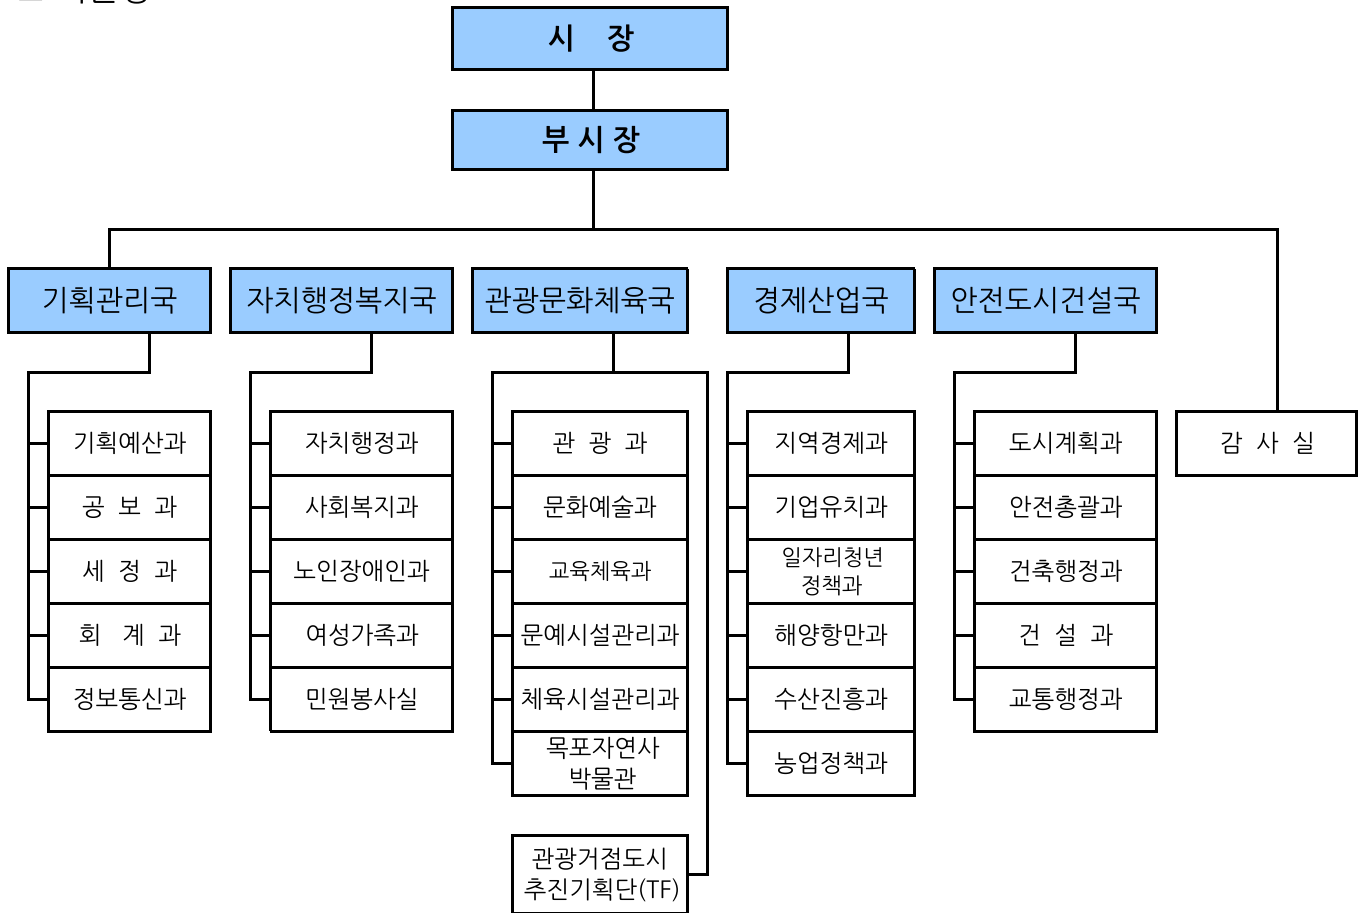 시 장
부 시 장
기획관리국
자치행정복지국
관광문화체육국
경제산업국
안전도시건설국
기획예산과
공 보 과
세 정 과
회 계 과
정보통신과
자치행정과
사회복지과
노인장애인과
여성가족과
민원봉사실
관 광 과
문화예술과
교육체육과
문예시설관리과
체육시설관리과
목포자연사
박물관
관광거점도시
추진기획단(TF)
지역경제과
기업유치과
일자리청년
정책과
해양항만과
수산진흥과
농업정책과
도시계획과
안전총괄과
건축행정과
건 설 과
교통행정과
감 사 실